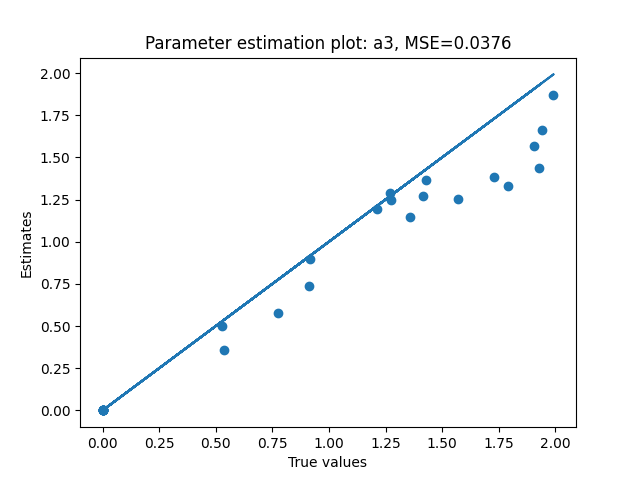 Parameter estimation plot: a3, MSE=0.0376
2.00
1.75
1.50
1.25
1.00
0.75
0.50
0.25
0.00
Estimates
0.00 0.25 0.50 0.75 1.00 1.25 1.50 1.75 2.00
True values